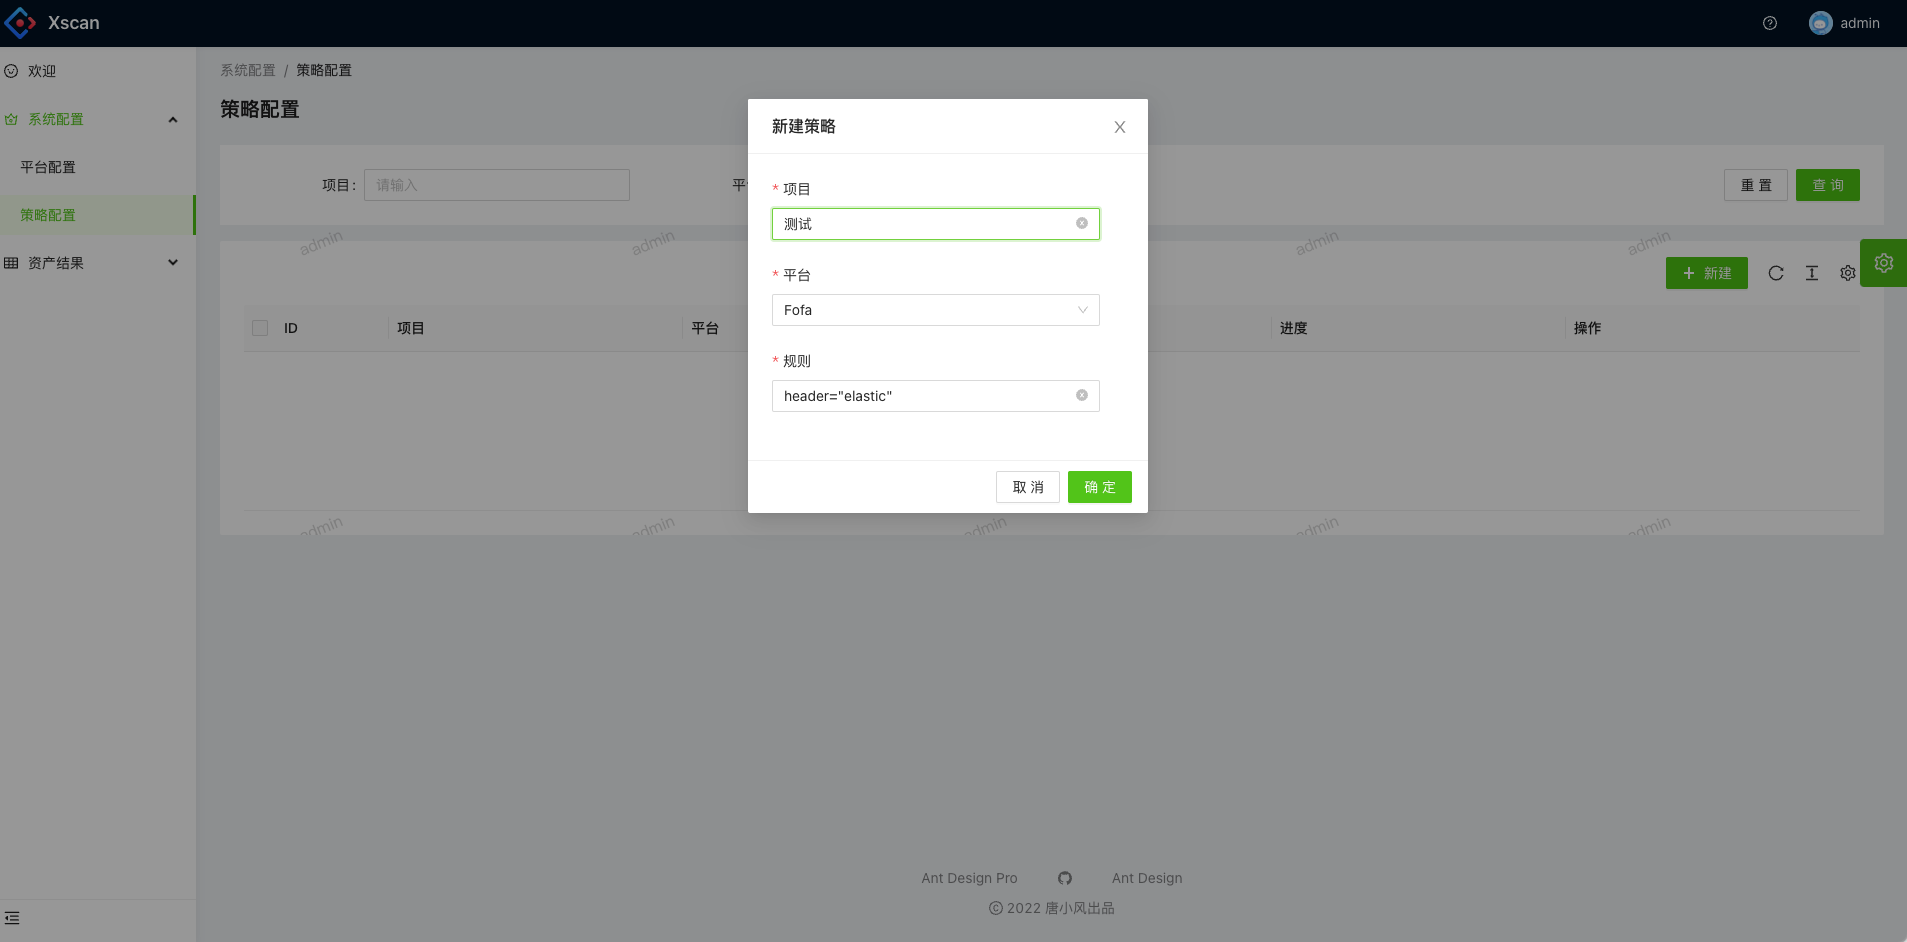 Xscan
admin
欢迎
系统配置
平台配置
策略配置
资产结果
系统配置 / 策略配置
策略配置
项目:
请输入
重 置
查 询
新建
ID
项目
平台
进度
操作
新建策略
* 项目
测试
* 平台
Fofa
* 规则
header="elastic"
取 消
确 定
admin admin admin admin
admin admin admin admin admin
Ant Design Pro
Ant Design
© 2022 唐小风出品